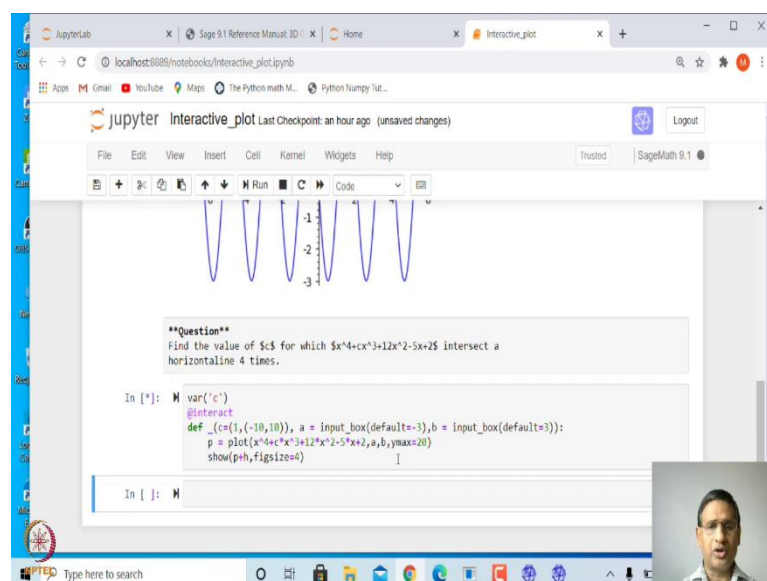 JupyterLab
Sage 9.1 Reference Manual: 3D
Home
Interactive_plot
localhost:8889/notebooks/Interactive_plot.ipynb
Apps M Gmail YouTube Maps The Python math M... Python Numpy Tut...
jupyter Interactive_plot Last Checkpoint: an hour ago (unsaved changes)
Logout
File Edit View Insert Cell Kernel Widgets Help
Trusted
SageMath 9.1
Run
Code
-1
-2
-3
**Question**
Find the value of $c$ for which $x^4+cx^3+12x^2-5x+2$ intersect a
horizontaline 4 times.
In [*]:
var('c')
@interact
def _(c=(1,(-10,10)), a = input_box(default=-3),b = input_box(default=3)):
p = plot(x^4+c*x^3+12*x^2-5*x+2,a,b,ymax=20)
show(p+h,figsize=4)
In [ ]:
Type here to search